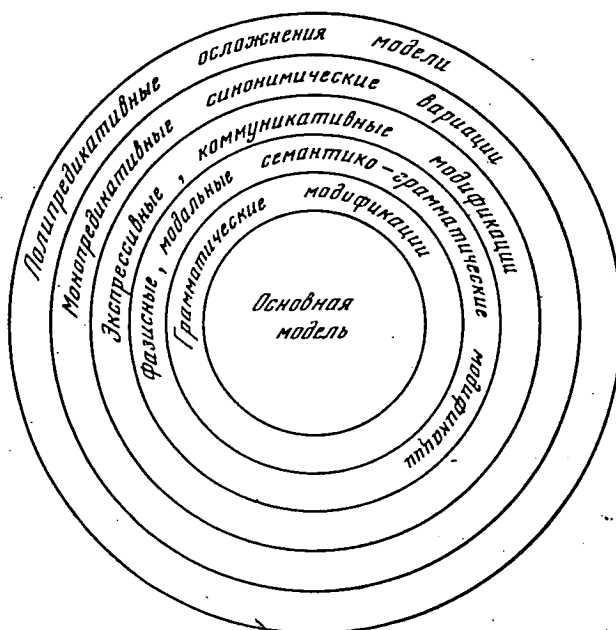 Полипредикативные осложнения модели
Монопредикативные синонимические вариации
Экспрессивные, коммуникативные модификации
Фазисные, модальные семантико-грамматические модификации
Грамматические модификации
Основная
модель